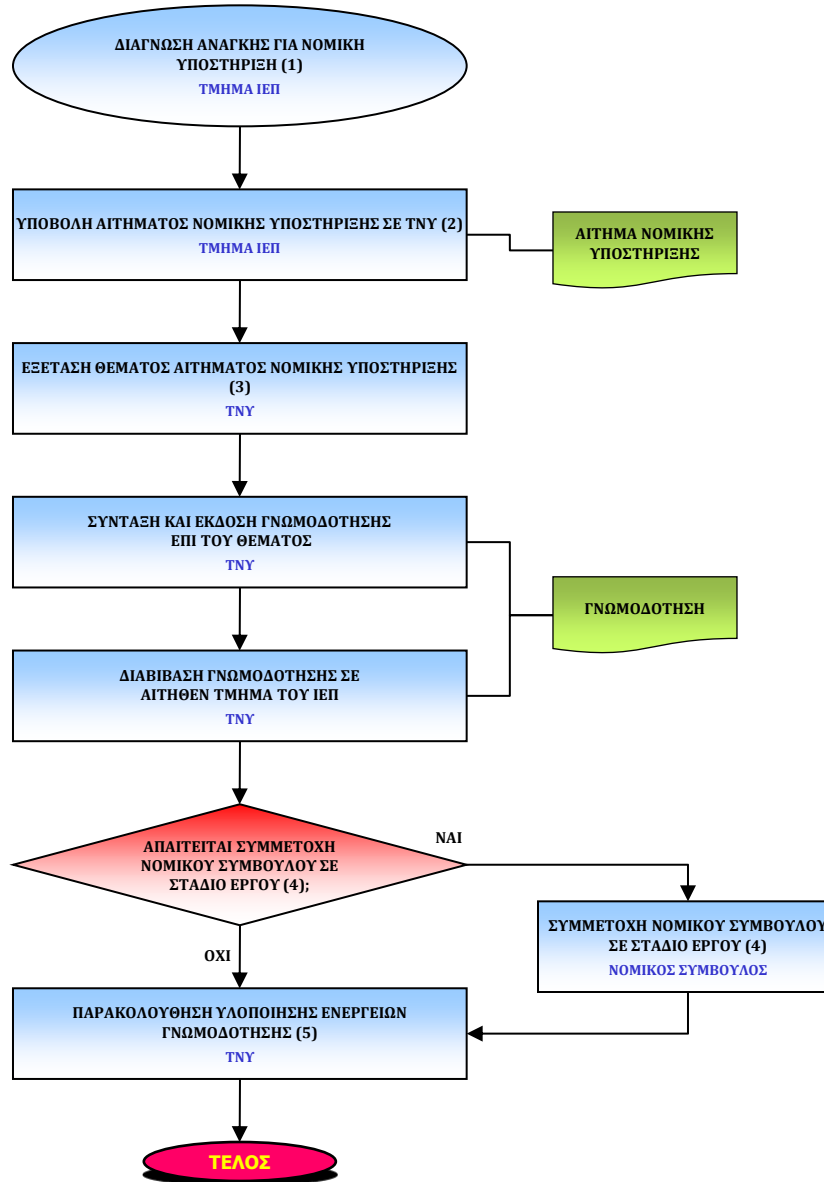 ΔΙΑΓΝΩΣΗ ΑΝΑΓΚΗΣ ΓΙΑ ΝΟΜΙΚΗ
ΥΠΟΣΤΗΡΙΞΗ (1)
ΤΜΗΜΑ ΙΕΠ
ΥΠΟΒΟΛΗ ΑΙΤΗΜΑΤΟΣ ΝΟΜΙΚΗΣ ΥΠΟΣΤΗΡΙΞΗΣ ΣΕ ΤΝΥ (2)
ΤΜΗΜΑ ΙΕΠ
ΑΙΤΗΜΑ ΝΟΜΙΚΗΣ
ΥΠΟΣΤΗΡΙΞΗΣ
ΕΞΕΤΑΣΗ ΘΕΜΑΤΟΣ ΑΙΤΗΜΑΤΟΣ ΝΟΜΙΚΗΣ ΥΠΟΣΤΗΡΙΞΗΣ
(3)
ΤΝΥ
ΣΥΝΤΑΞΗ ΚΑΙ ΕΚΔΟΣΗ ΓΝΩΜΟΔΟΤΗΣΗΣ
ΕΠΙ ΤΟΥ ΘΕΜΑΤΟΣ
ΤΝΥ
ΓΝΩΜΟΔΟΤΗΣΗ
ΔΙΑΒΙΒΑΣΗ ΓΝΩΜΟΔΟΤΗΣΗΣ ΣΕ
ΑΙΤΗΘΕΝ ΤΜΗΜΑ ΤΟΥ ΙΕΠ
ΤΝΥ
ΑΠΑΙΤΕΙΤΑΙ ΣΥΜΜΕΤΟΧΗ
ΝΟΜΙΚΟΥ ΣΥΜΒΟΥΛΟΥ ΣΕ
ΣΤΑΔΙΟ ΕΡΓΟΥ (4);
ΝΑΙ
ΣΥΜΜΕΤΟΧΗ ΝΟΜΙΚΟΥ ΣΥΜΒΟΥΛΟΥ
ΣΕ ΣΤΑΔΙΟ ΕΡΓΟΥ (4)
ΝΟΜΙΚΟΣ ΣΥΜΒΟΥΛΟΣ
ΟΧΙ
ΠΑΡΑΚΟΛΟΥΘΗΣΗ ΥΛΟΠΟΙΗΣΗΣ ΕΝΕΡΓΕΙΩΝ
ΓΝΩΜΟΔΟΤΗΣΗΣ (5)
ΤΝΥ
ΤΕΛΟΣ